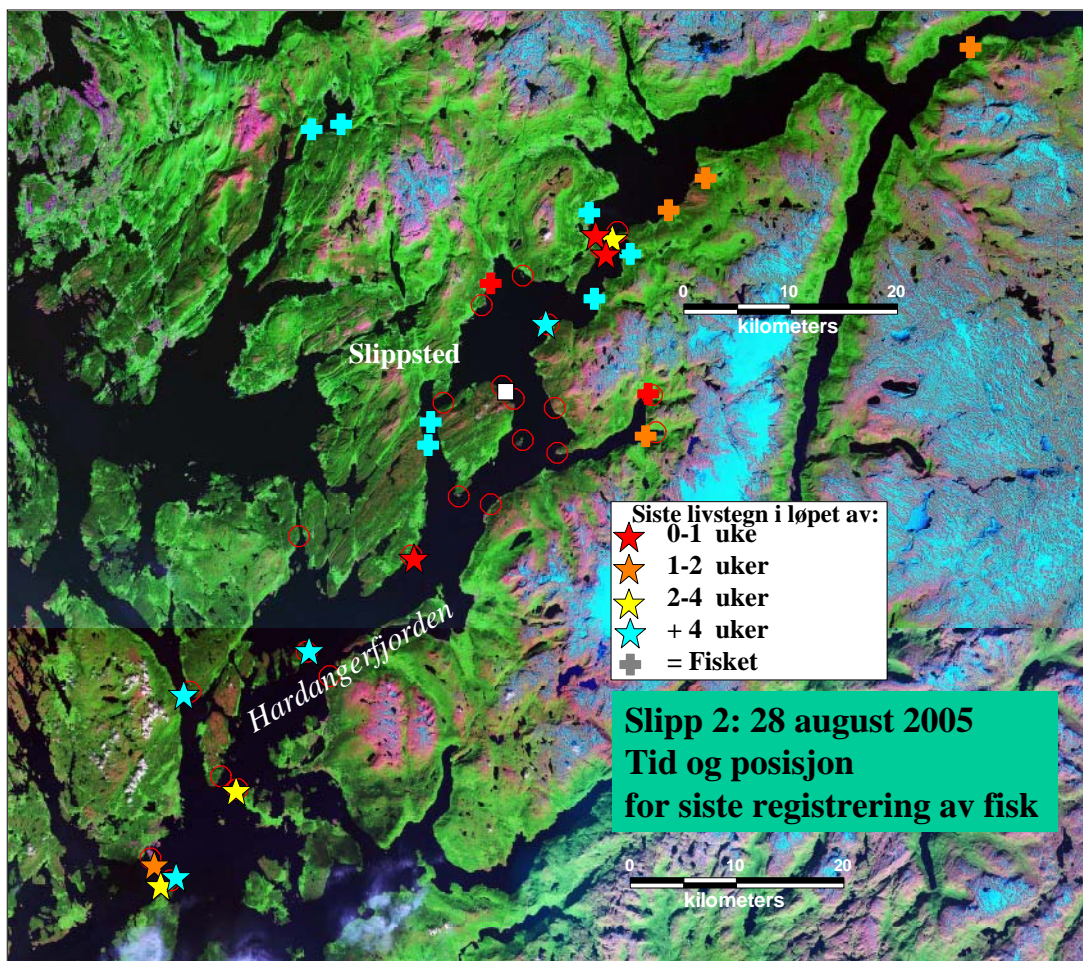 0 10 20
kilometers
Slippsted
Siste livstegn i løpet av:
0-1 uke
1-2 uker
2-4 uker
+ 4 uker
= Fisket
Hardangerfjorden
Slipp 2: 28 august 2005
Tid og posisjon
for siste registrering av fisk
0 10 20
kilometers